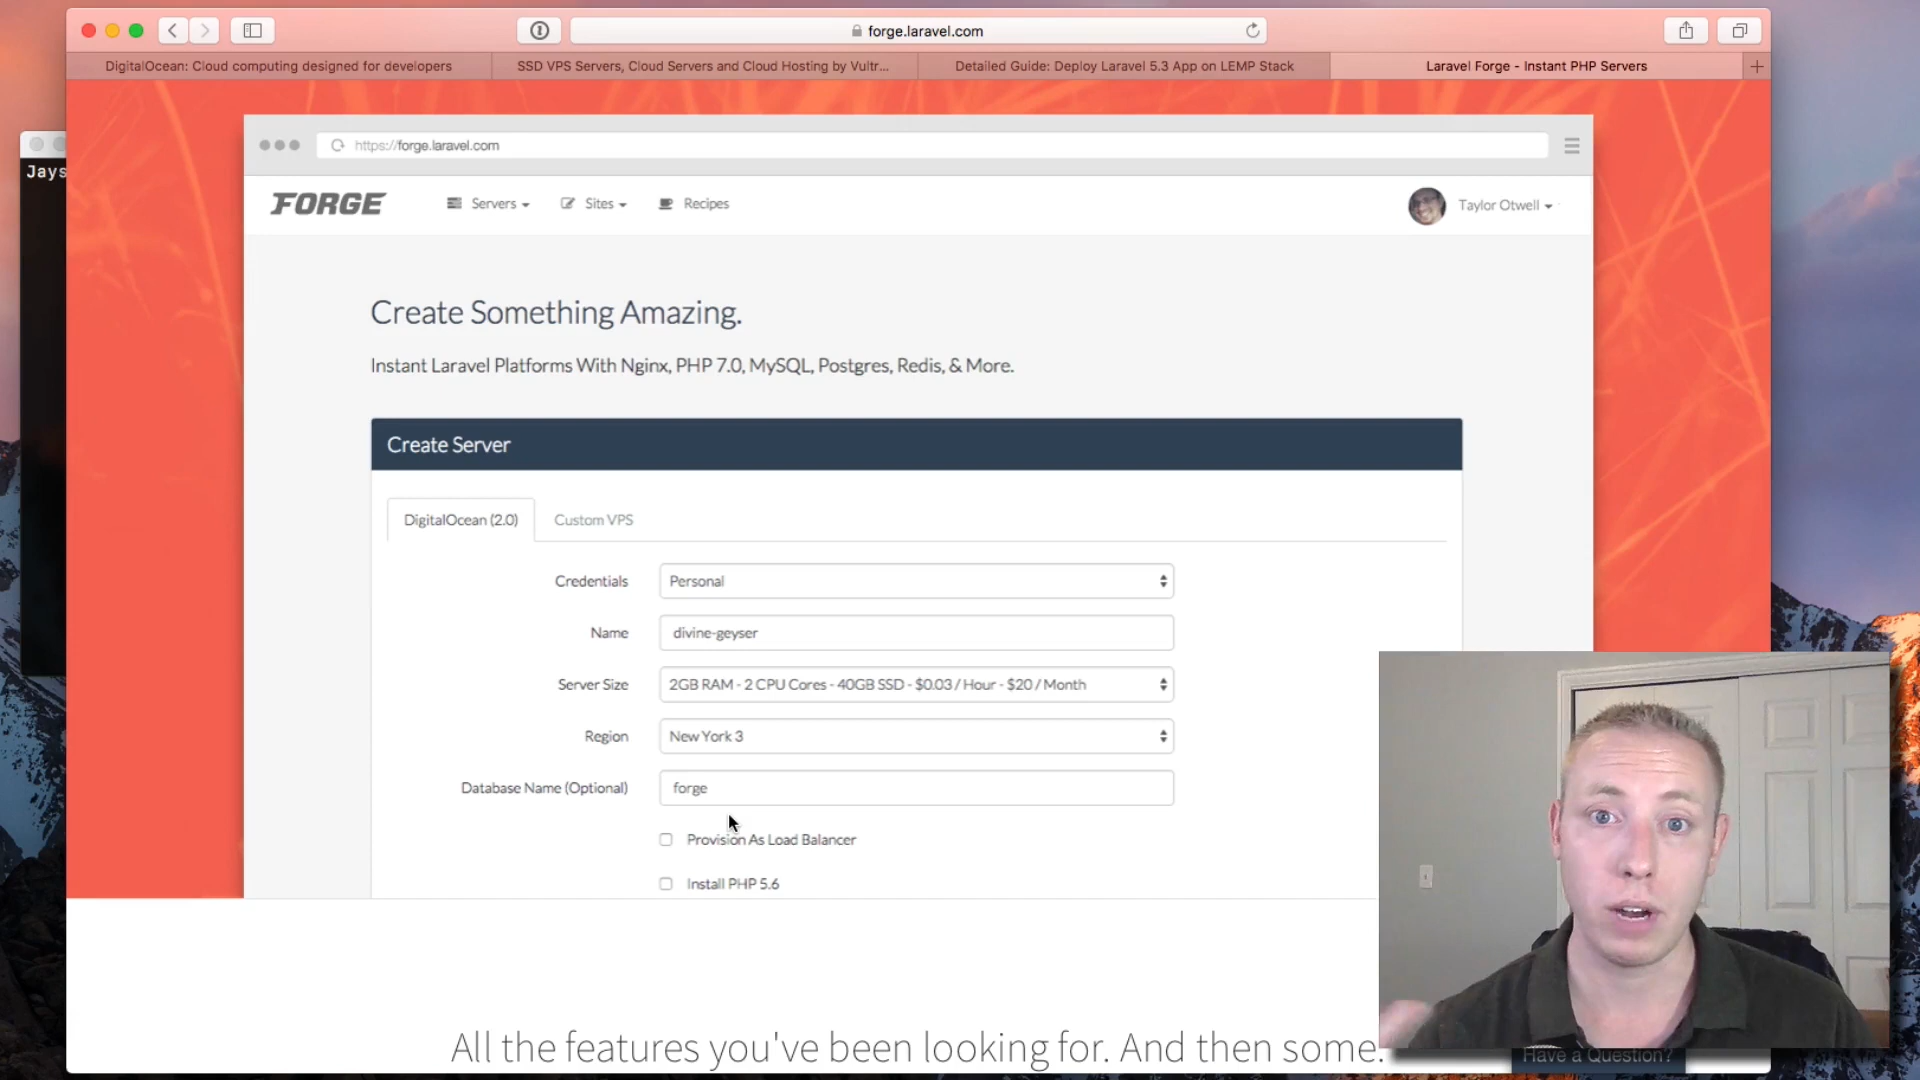 forge.laravel.com
DigitalOcean: Cloud computing designed for developers
SSD VPS Servers, Cloud Servers and Cloud Hosting by Vultr...
Detailed Guide: Deploy Laravel 5.3 App on LEMP Stack
Laravel Forge - Instant PHP Servers
Jays
https://forge.laravel.com
FORGE
Servers
Sites
Recipes
Taylor Otwell
Create Something Amazing.
Instant Laravel Platforms With Nginx, PHP 7.0, MySQL, Postgres, Redis, & More.
Create Server
DigitalOcean (2.0)
Custom VPS
Credentials
Personal
Name
divine-geyser
Server Size
2GB RAM - 2 CPU Cores - 40GB SSD - $0.03 / Hour - $20 / Month
Region
New York 3
Database Name (Optional)
forge
Provision As Load Balancer
Install PHP 5.6
All the features you've been looking for. And then some.
Have a Question?